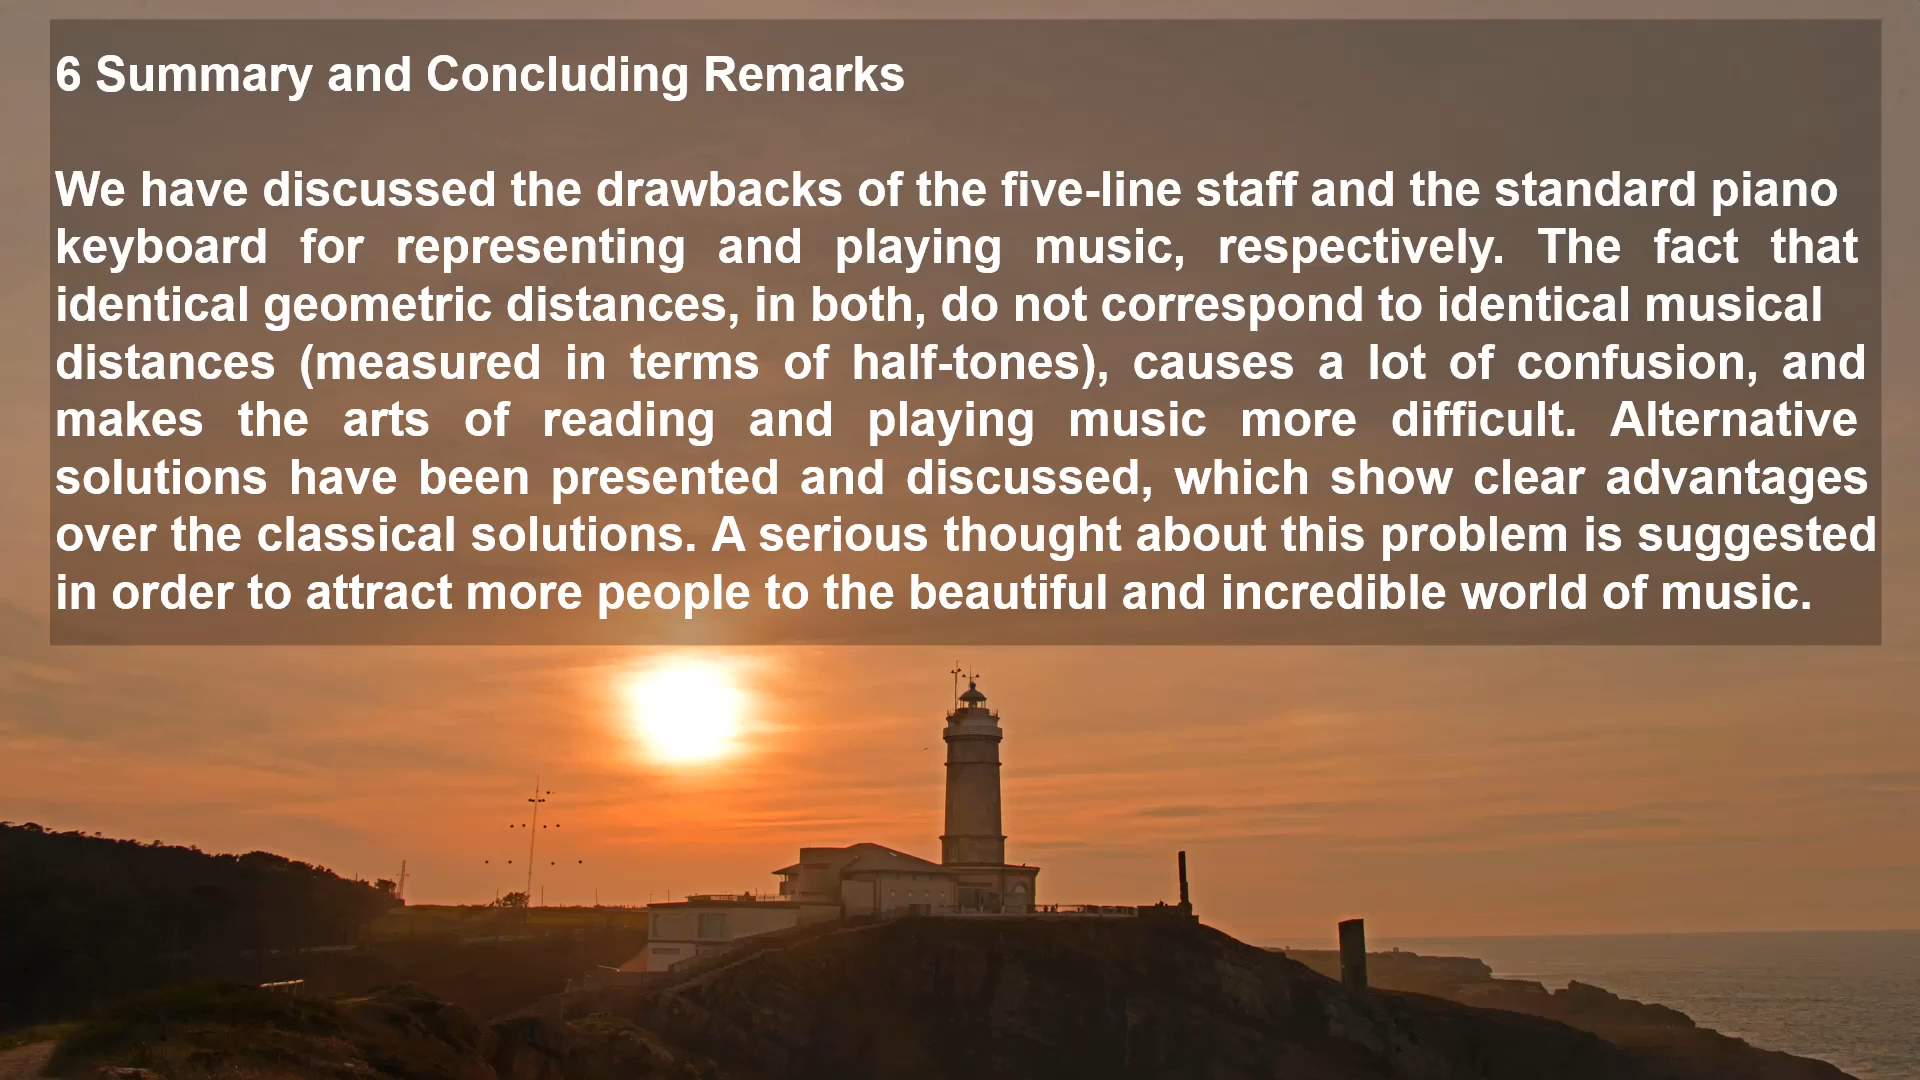 6 Summary and Concluding Remarks
We have discussed the drawbacks of the five-line staff and the standard piano
keyboard for representing and playing music, respectively. The fact that
identical geometric distances, in both, do not correspond to identical musical
distances (measured in terms of half-tones), causes a lot of confusion, and
makes the arts of reading and playing music more difficult. Alternative
solutions have been presented and discussed, which show clear advantages
over the classical solutions. A serious thought about this problem is suggested
in order to attract more people to the beautiful and incredible world of music.